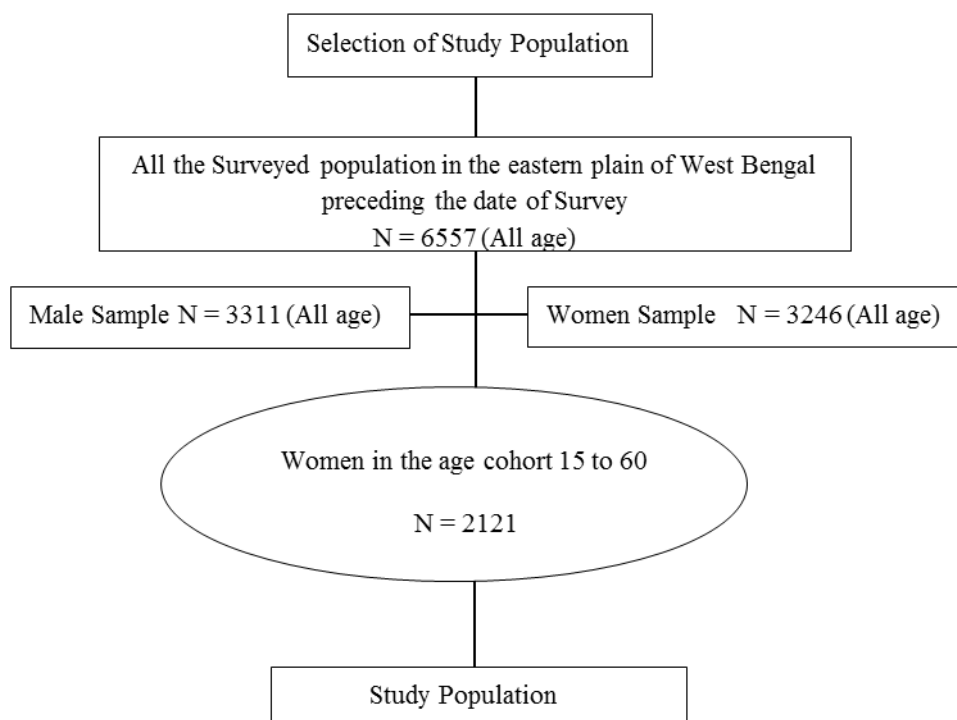 Selection of Study Population
All the Surveyed population in the eastern plain of West Bengal
preceding the date of Survey
N = 6557 (All age)
Male Sample N = 3311 (All age)
Women Sample N = 3246 (All age)
Women in the age cohort 15 to 60
N = 2121
Study Population